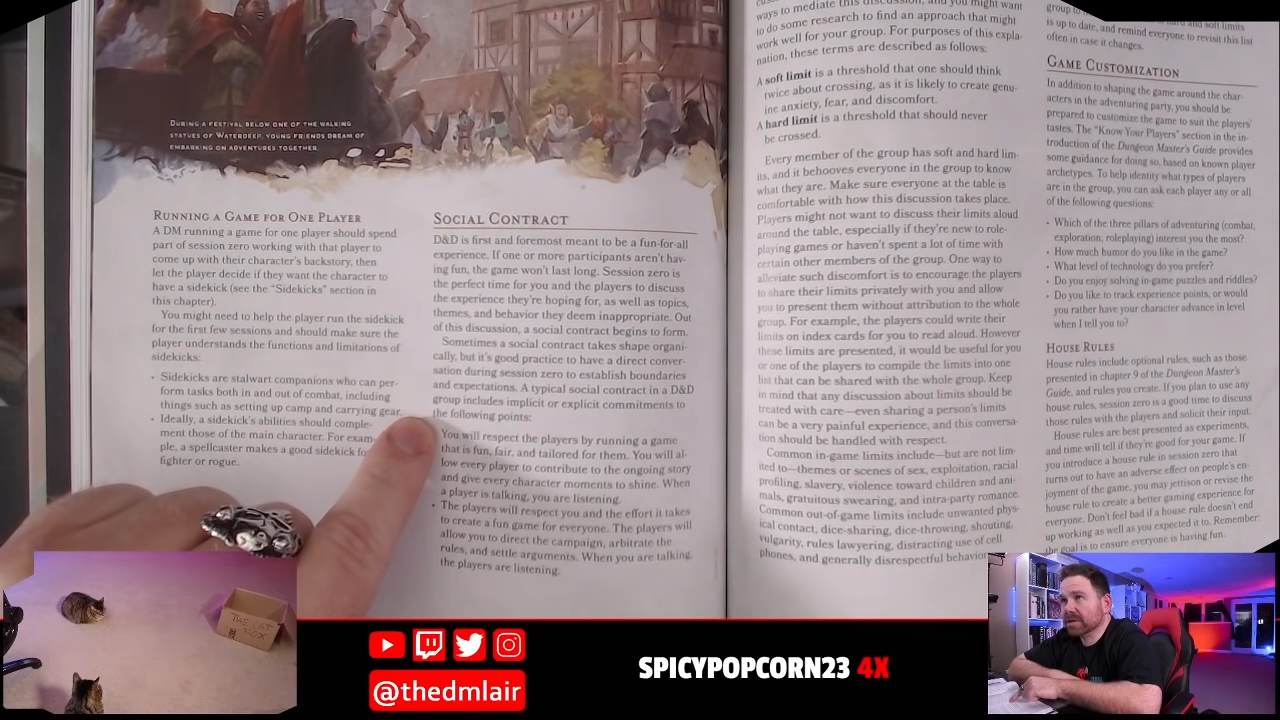 DURING A FESTIVAL BELOW ONE OF THE WALKING
STATUES OF WATERDEEP, YOUNG FRIENDS DREAM OF
EMBARKING ON ADVENTURES TOGETHER.
RUNNING A GAME FOR ONE PLAYER
A DM running a game for one player should spend
part of session zero working with that player to
come up with their character's backstory, then
let the player decide if they want the character to
have a sidekick (see the "Sidekicks" section in
this chapter).
You might need to help the player run the sidekick
for the first few sessions and should make sure the
player understands the functions and limitations of
sidekicks:
• Sidekicks are stalwart companions who can per-
form tasks both in and out of combat, including
things such as setting up camp and carrying gear.
• Ideally, a sidekick's abilities should comple-
ment those of the main character. For exam-
ple, a spellcaster makes a good sidekick
fighter or rogue.
SOCIAL CONTRACT
D&D is first and foremost meant to be a fun-for-all
experience. If one or more participants aren't hav-
ing fun, the game won't last long. Session zero is
the perfect time for you and the players to discuss
the experience they're hoping for, as well as topics,
themes, and behavior they deem inappropriate. Out
of this discussion, a social contract begins to form.
Sometimes a social contract takes shape organi-
cally, but it's good practice to have a direct conver-
sation during session zero to establish boundaries
and expectations. A typical social contract in a D&D
group includes implicit or explicit commitments to
the following points:
You will respect the players by running a game
that is fun, fair, and tailored for them. You will al-
low every player to contribute to the ongoing story
and give every character moments to shine. When
a player is talking, you are listening.
• The players will respect you and the effort it takes
to create a fun game for everyone. The players will
allow you to direct the campaign, arbitrate the
rules, and settle arguments. When you are talking,
the players are listening.
ways to mediate this discussion, and you might want
to do some research to find an approach that might
work well for your group. For purposes of this expla-
nation, these terms are described as follows:
A soft limit is a threshold that one should think
twice about crossing, as it is likely to create genu-
ine anxiety, fear, and discomfort.
A hard limit is a threshold that should never
be crossed.
Every member of the group has soft and hard lim-
its, and it behooves everyone in the group to know
what they are. Make sure everyone at the table is
comfortable with how this discussion takes place.
Players might not want to discuss their limits aloud
around the table, especially if they're new to role-
playing games or haven't spent a lot of time with
certain other members of the group. One way to
alleviate such discomfort is to encourage the players
to share their limits privately with you and allow
you to present them without attribution to the whole
group. For example, the players could write their
limits on index cards for you to read aloud. However
these limits are presented, it would be useful for you
or one of the players to compile the limits into one
list that can be shared with the whole group. Keep
in mind that any discussion about limits should be
treated with care—even sharing a person's limits
can be a very painful experience, and this conversa-
tion should be handled with respect.
Common in-game limits include—but are not lim-
ited to—themes or scenes of sex, exploitation, racial
profiling, slavery, violence toward children and ani-
mals, gratuitous swearing, and intra-party romance.
Common out-of-game limits include unwanted phys-
ical contact, dice-sharing, dice-throwing, shouting,
vulgarity, rules lawyering, distracting use of cell
phones, and generally disrespectful behavior
hard and soft limits
is up to date, and remind everyone to revisit this list
often in case it changes.
GAME CUSTOMIZATION
In addition to shaping the game around the char-
acters in the adventuring party, you should be
prepared to customize the game to suit the players'
tastes. The "Know Your Players" section in the in-
troduction of the Dungeon Master's Guide provides
some guidance for doing so, based on known player
archetypes. To help identify what types of players
are in the group, you can ask each player any or all
of the following questions:
• Which of the three pillars of adventuring (combat,
exploration, roleplaying) interest you the most?
• How much humor do you like in the game?
• What level of technology do you prefer?
• Do you enjoy solving in-game puzzles and riddles?
• Do you like to track experience points, or would
you rather have your character advance in level
when I tell you to?
HOUSE RULES
House rules include optional rules, such as those
presented in chapter 9 of the Dungeon Master's
Guide, and rules you create. If you plan to use any
house rules, session zero is a good time to discuss
those rules with the players and solicit their input.
House rules are best presented as experiments,
and time will tell if they're good for your game. If
you introduce a house rule in session zero that
turns out to have an adverse effect on people's en-
joyment of the game, you may jettison or revise the
house rule to create a better gaming experience for
everyone. Don't feel bad if a house rule doesn't end
up working as well as you expected it to. Remember:
the goal is to ensure everyone is having fun.
THE CAT
BOX
@thedmlair
SPICYPOPCORN23 4X